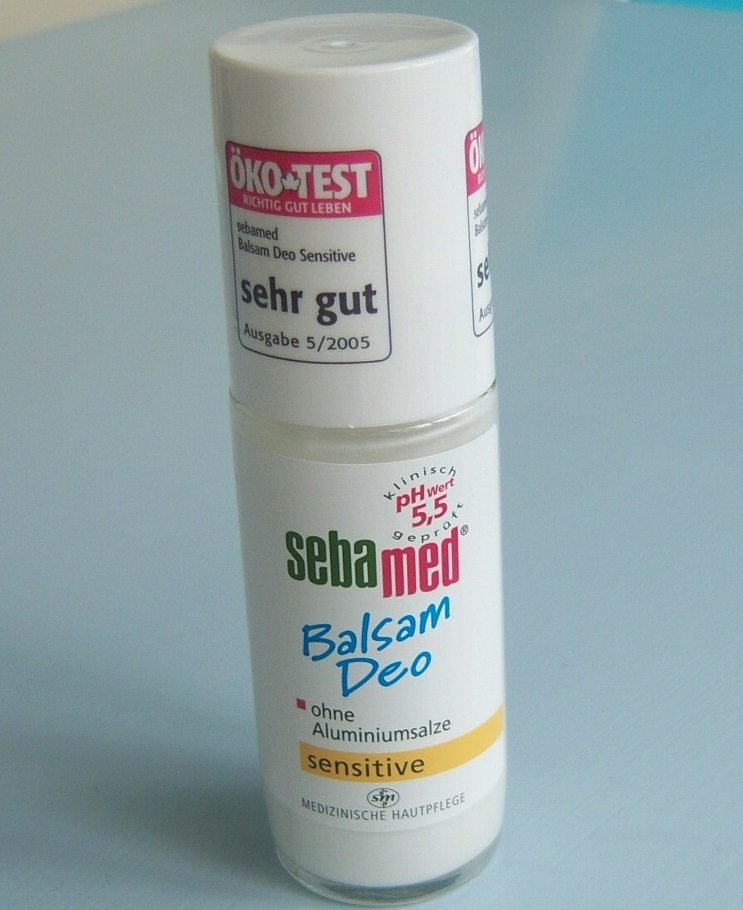 ÖKO TEST
RICHTIG GUT LEBEN
sebamed
Balsam Deo Sensitive
sehr gut
Ausgabe 5/2005
klinisch
pH Wert
5,5
geprüft
sebamed®
Balsam
Deo
ohne
Aluminiumsalze
sensitive
sm
MEDIZINISCHE HAUTPFLEGE